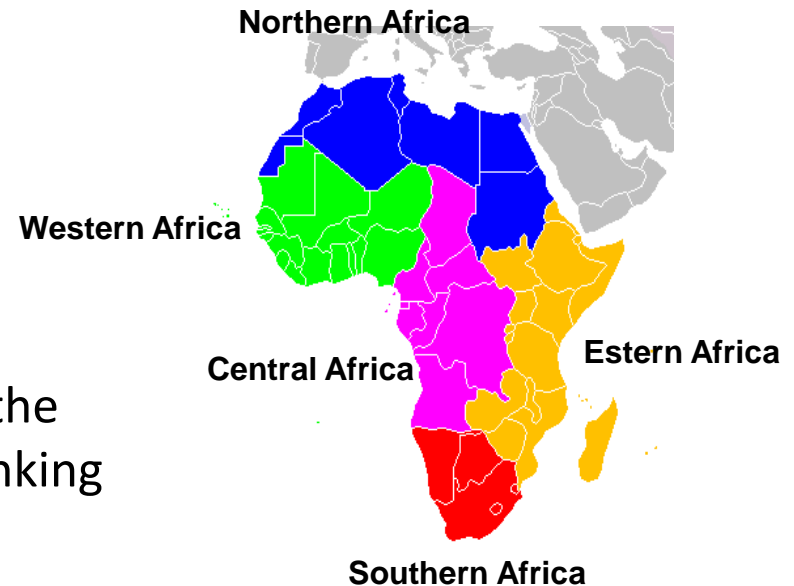 Northern Africa
Western Africa
Estern Africa
Central Africa
the
nking
Southern Africa